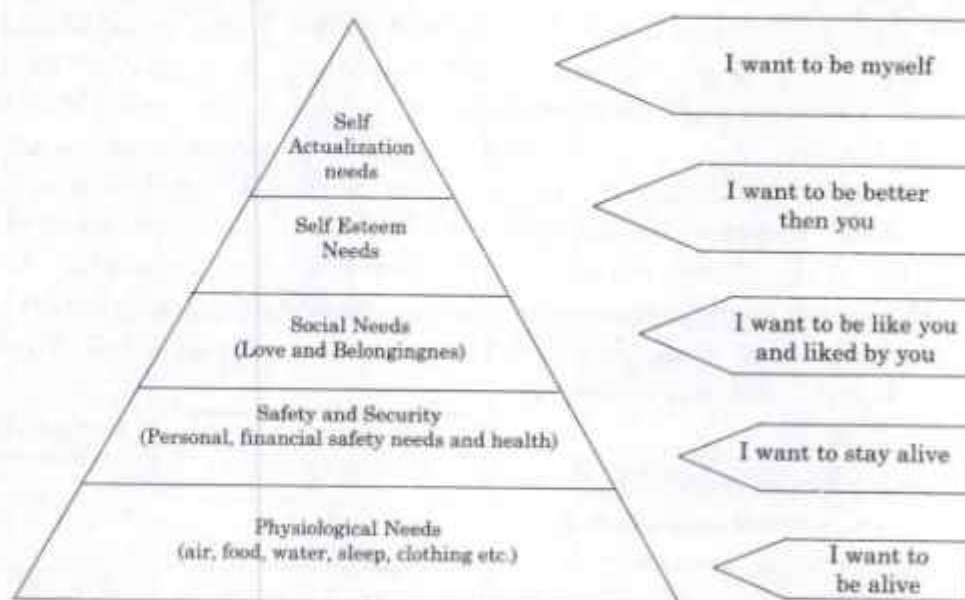 I want to be myself
Self
Actualization
needs
I want to be better
then you
Self Esteem
Needs
I want to be like you
and liked by you
Social Needs
(Love and Belongingnes)
Safety and Security
(Personal, financial safety needs and health)
I want to stay alive
Physiological Needs
(air, food, water, sleep, clothing etc.)
I want to
be alive